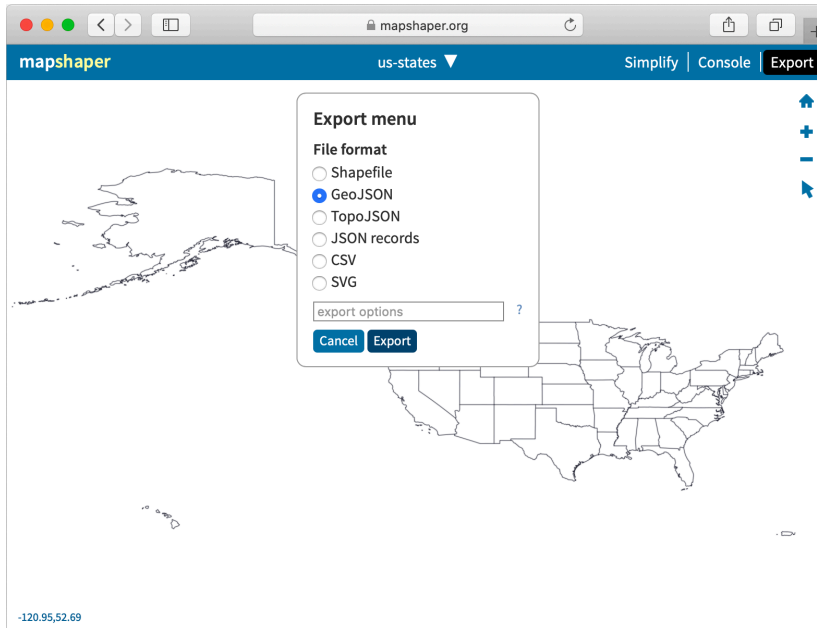 mapshaper.org
mapshaper
us-states
Simplify
Console
Export
Export menu
File format
Shapefile
GeoJSON
TopoJSON
JSON records
CSV
SVG
export options
?
Cancel
Export
-120.95,52.69